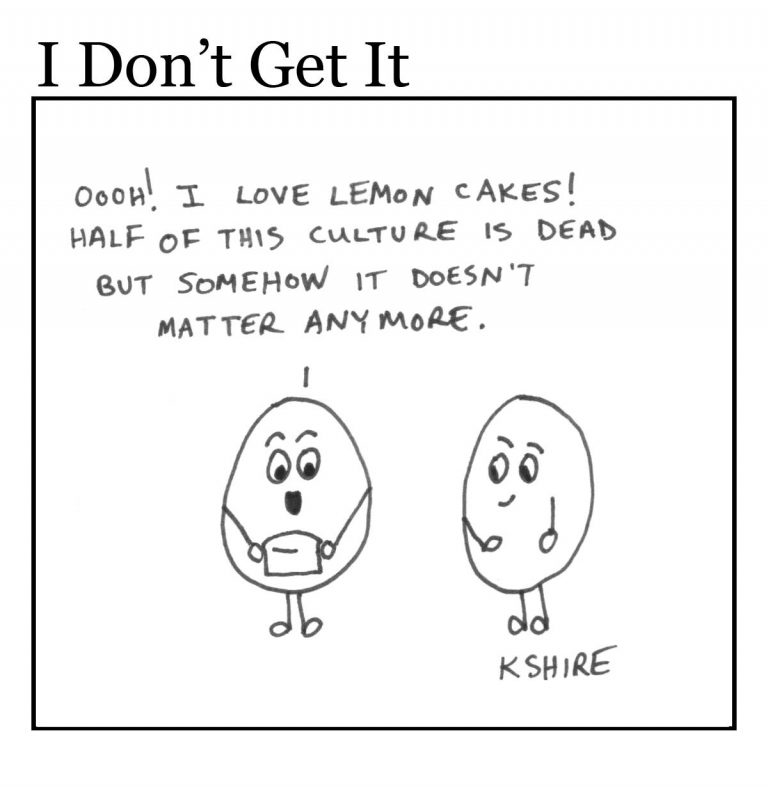 I Don't Get It
OOOH! I LOVE LEMON CAKES!
HALF OF THIS CULTURE IS DEAD
BUT SOMEHOW IT DOESN'T
MATTER ANYMORE.
KSHIRE